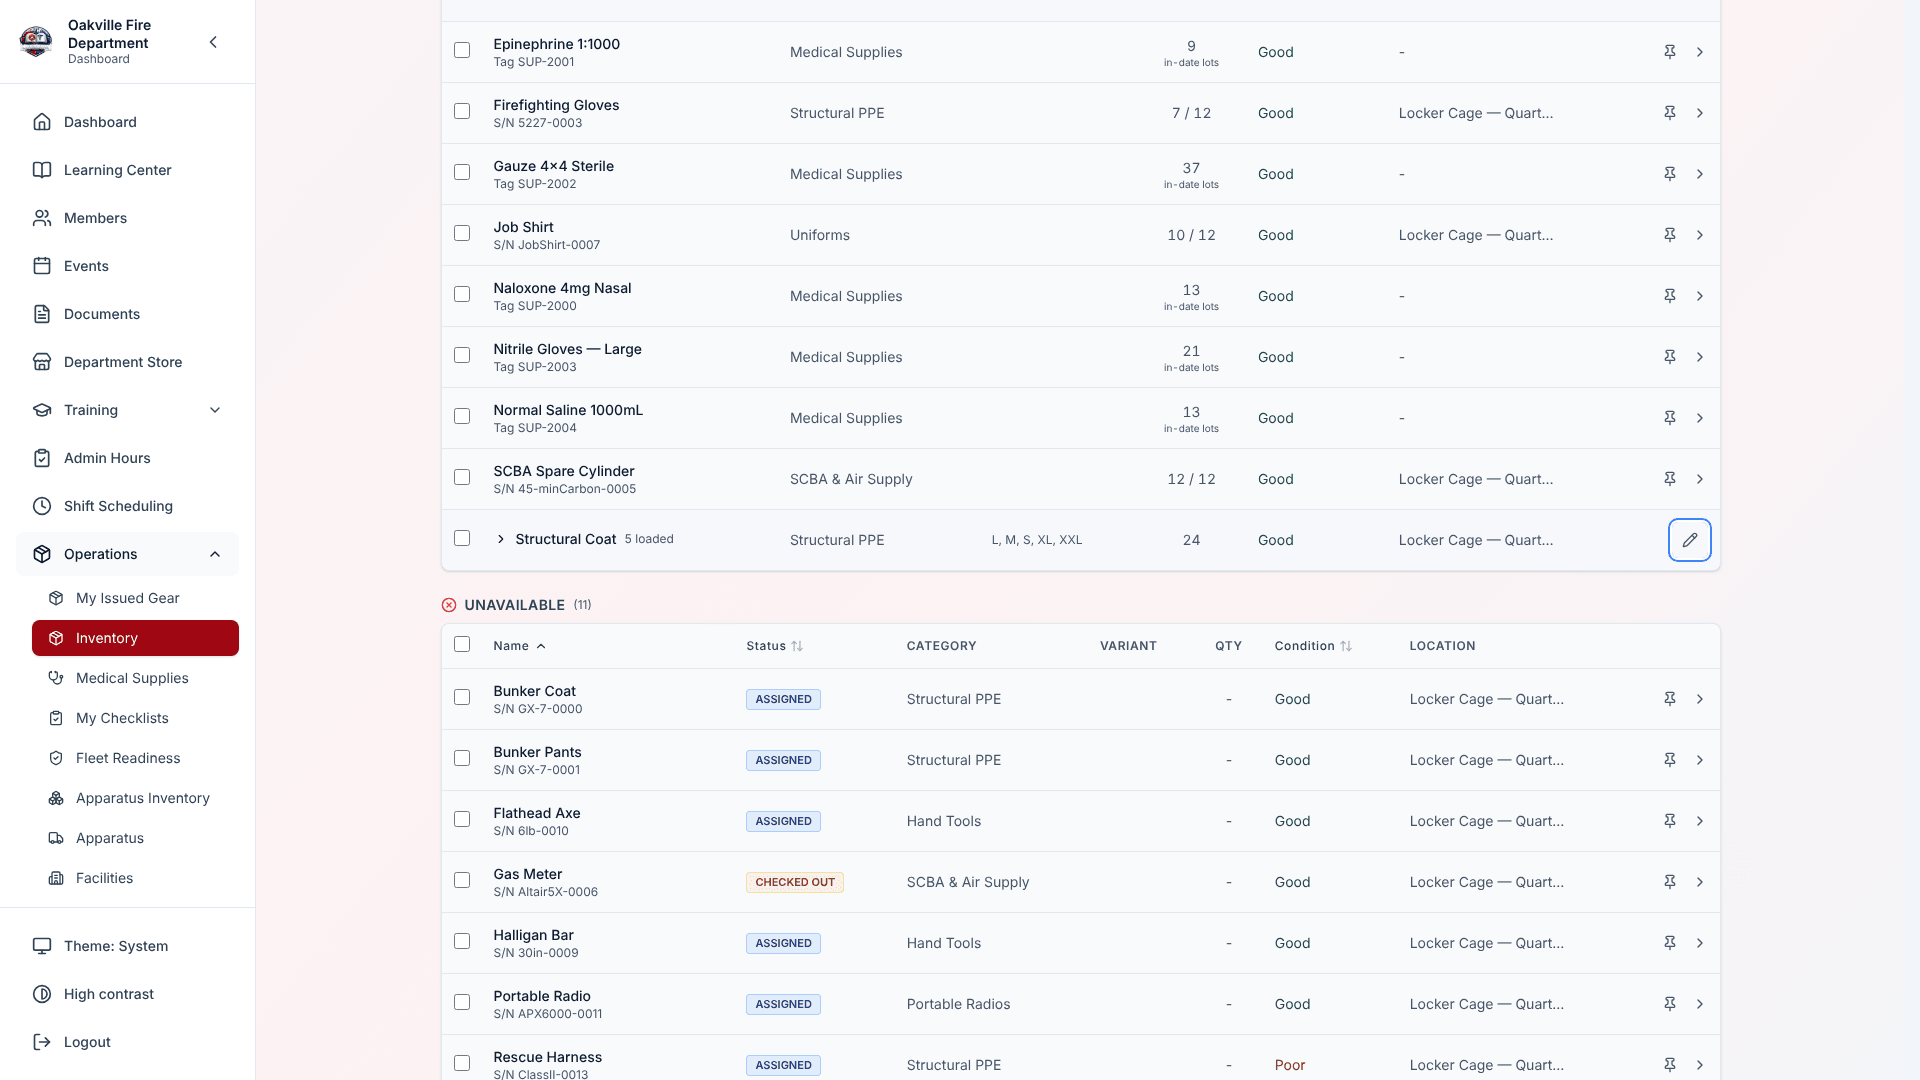 Oakville Fire
Department
Dashboard
Dashboard
Learning Center
Members
Events
Documents
Department Store
Training
Admin Hours
Shift Scheduling
Operations
My Issued Gear
Inventory
Medical Supplies
My Checklists
Fleet Readiness
Apparatus Inventory
Apparatus
Facilities
Theme: System
High contrast
Logout
Epinephrine 1:1000
Tag SUP-2001
Medical Supplies
9
in-date lots
Good
-
Firefighting Gloves
S/N 5227-0003
Structural PPE
7 / 12
Good
Locker Cage — Quart...
Gauze 4×4 Sterile
Tag SUP-2002
Medical Supplies
37
in-date lots
Good
-
Job Shirt
S/N JobShirt-0007
Uniforms
10 / 12
Good
Locker Cage — Quart...
Naloxone 4mg Nasal
Tag SUP-2000
Medical Supplies
13
in-date lots
Good
-
Nitrile Gloves — Large
Tag SUP-2003
Medical Supplies
21
in-date lots
Good
-
Normal Saline 1000mL
Tag SUP-2004
Medical Supplies
13
in-date lots
Good
-
SCBA Spare Cylinder
S/N 45-minCarbon-0005
SCBA & Air Supply
12 / 12
Good
Locker Cage — Quart...
Structural Coat 5 loaded
Structural PPE
L, M, S, XL, XXL
24
Good
Locker Cage — Quart...
UNAVAILABLE (11)
Name Status CATEGORY VARIANT QTY Condition LOCATION
Bunker Coat
S/N GX-7-0000
ASSIGNED
Structural PPE
-
Good
Locker Cage — Quart...
Bunker Pants
S/N GX-7-0001
ASSIGNED
Structural PPE
-
Good
Locker Cage — Quart...
Flathead Axe
S/N 6lb-0010
ASSIGNED
Hand Tools
-
Good
Locker Cage — Quart...
Gas Meter
S/N Altair5X-0006
CHECKED OUT
SCBA & Air Supply
-
Good
Locker Cage — Quart...
Halligan Bar
S/N 30in-0009
ASSIGNED
Hand Tools
-
Good
Locker Cage — Quart...
Portable Radio
S/N APX6000-0011
ASSIGNED
Portable Radios
-
Good
Locker Cage — Quart...
Rescue Harness
S/N ClassII-0013
ASSIGNED
Structural PPE
-
Poor
Locker Cage — Quart...